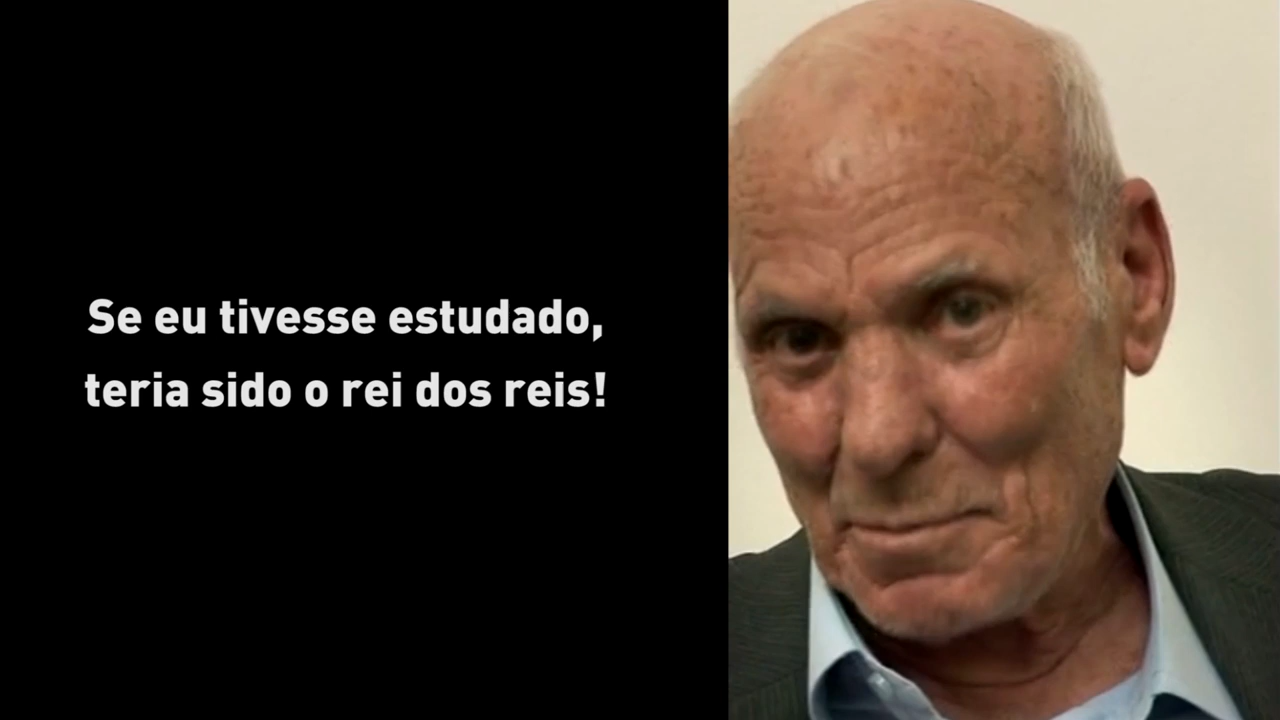 Se eu tivesse estudado,
teria sido o rei dos reis!